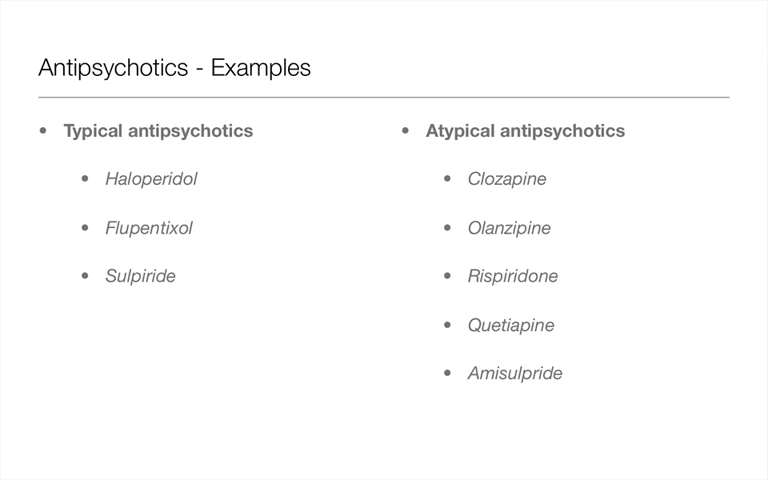 Antipsychotics - Examples
• Typical antipsychotics
• Haloperidol
• Flupentixol
• Sulpiride
• Atypical antipsychotics
• Clozapine
• Olanzipine
• Rispiridone
• Quetiapine
• Amisulpride